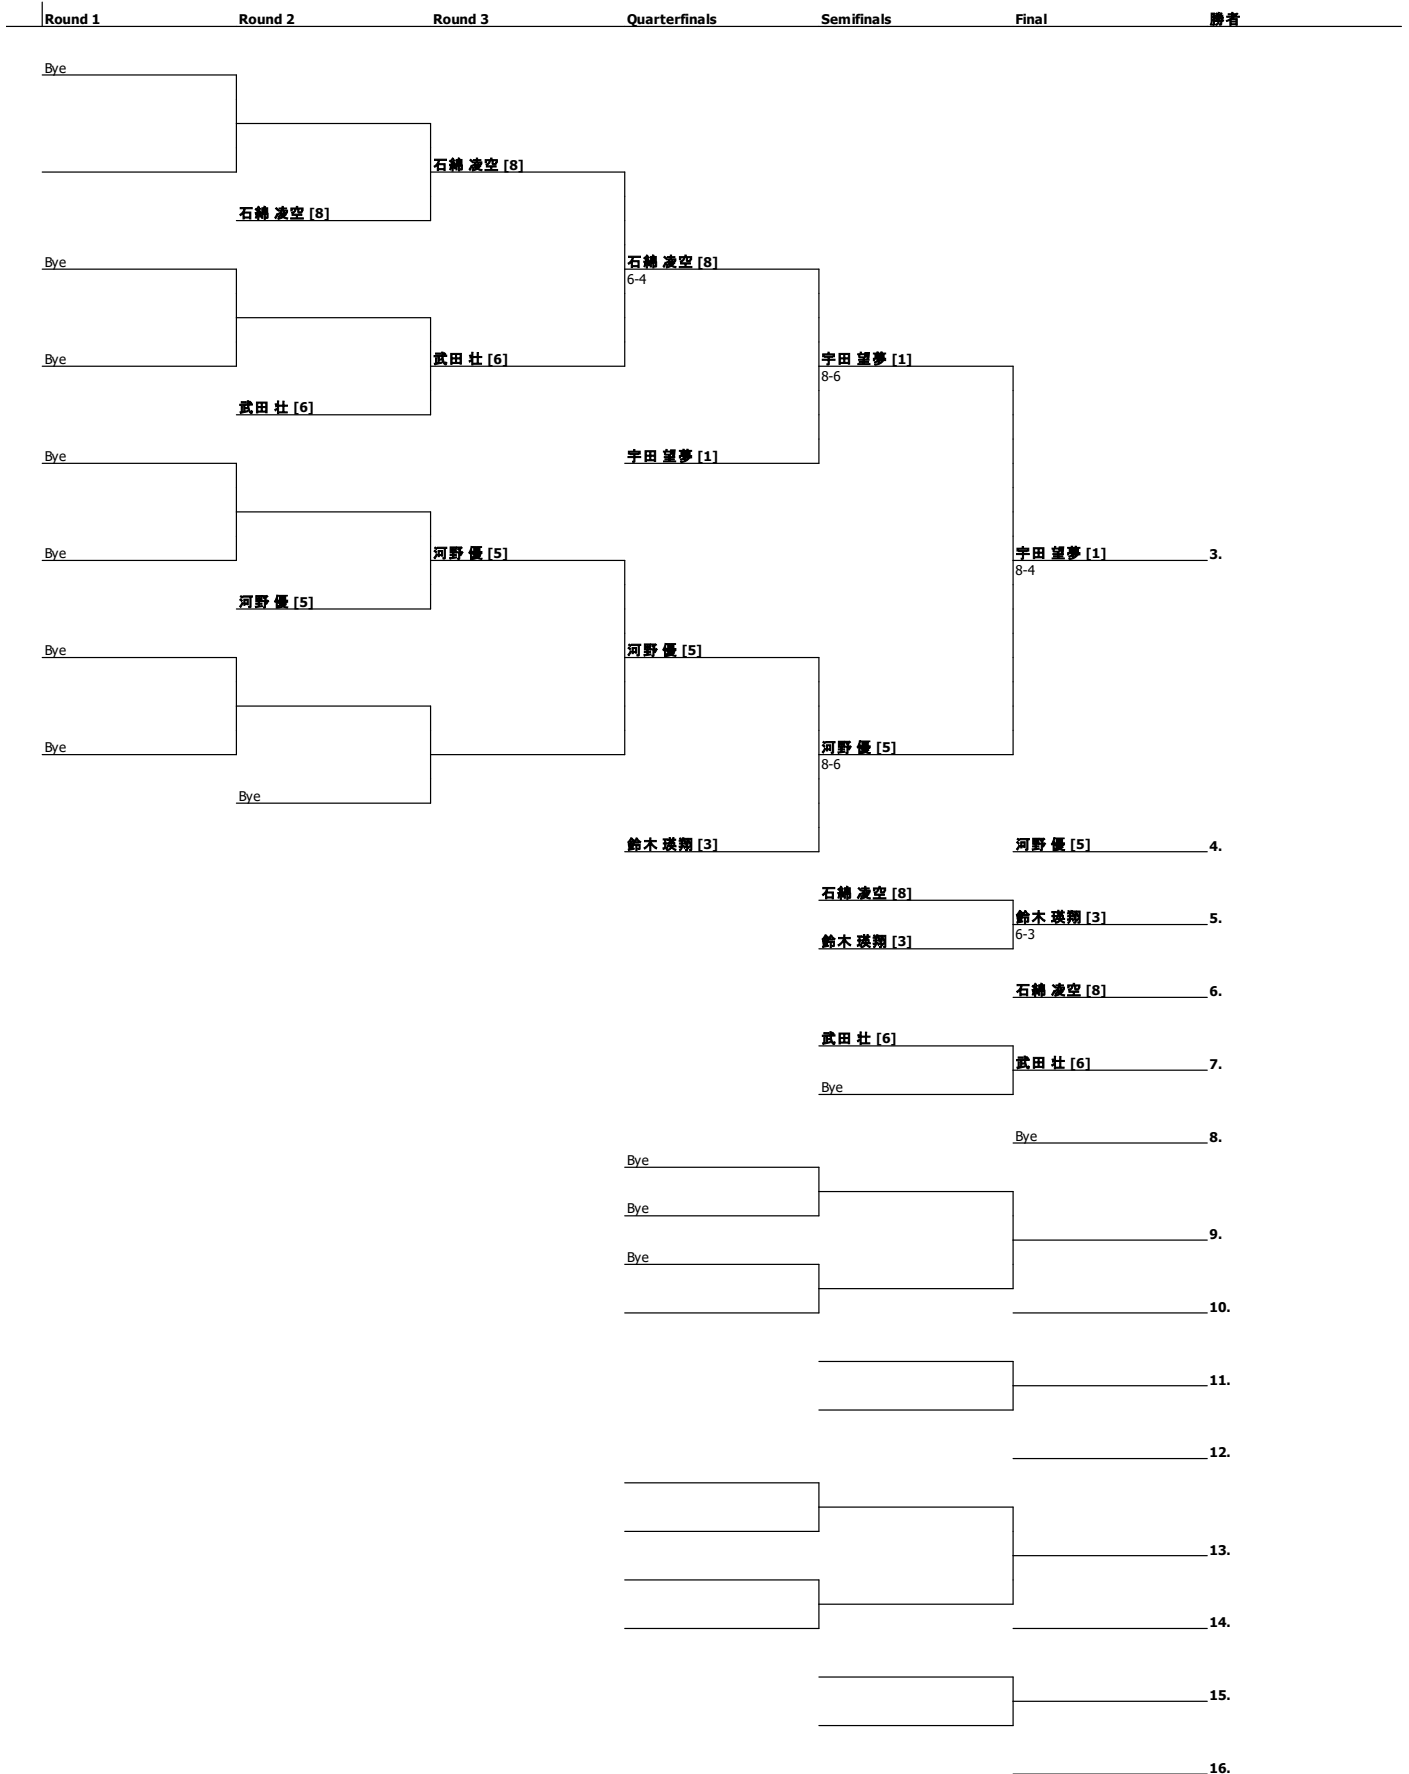 Round 1 Round 2 Round 3 Quarterfinals Semifinals Final 勝者
Bye
石綿 凌空 [8]
石綿 凌空 [8]
Bye 石綿 凌空 [8]
6-4
Bye 武田 壮 [6] 宇田 望夢 [1]
8-6
武田 壮 [6]
Bye 宇田 望夢 [1]
Bye 河野 優 [5] 宇田 望夢 [1] 3.
8-4
河野 優 [5]
Bye 河野 優 [5]
Bye 河野 優 [5]
8-6
Bye
鈴木 瑛翔 [3] 河野 優 [5] 4.
石綿 凌空 [8]
鈴木 瑛翔 [3] 5.
鈴木 瑛翔 [3] 6-3
石綿 凌空 [8] 6.
武田 壮 [6]
武田 壮 [6] 7.
Bye
Bye 8.
Bye
Bye
9.
Bye
10.
11.
12.
13.
14.
15.
16.